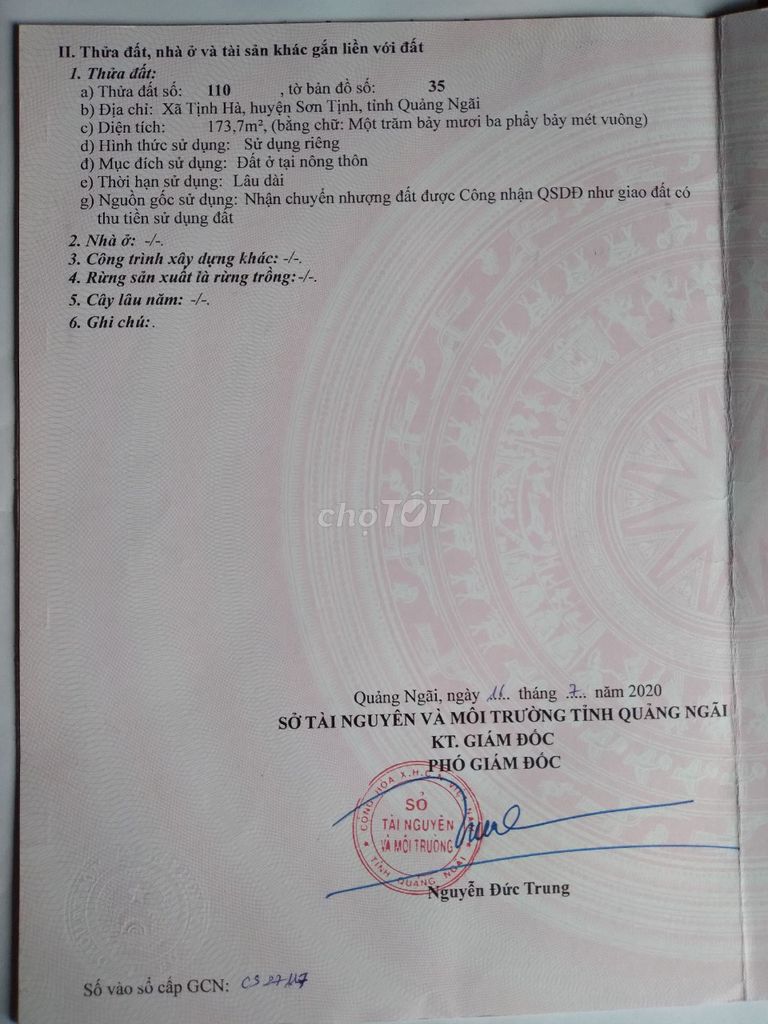 II. Thửa đất, nhà ở và tài sản khác gắn liền với đất
1. Thửa đất:
a) Thửa đất số: 110 , tờ bản đồ số: 35
b) Địa chỉ: Xã Tịnh Hà, huyện Sơn Tịnh, tỉnh Quảng Ngãi
c) Diện tích: 173,7m², (bằng chữ: Một trăm bảy mươi ba phẩy bảy mét vuông)
d) Hình thức sử dụng: Sử dụng riêng
đ) Mục đích sử dụng: Đất ở tại nông thôn
e) Thời hạn sử dụng: Lâu dài
g) Nguồn gốc sử dụng: Nhận chuyển nhượng đất được Công nhận QSDĐ như giao đất có
thu tiền sử dụng đất
2. Nhà ở: -/-.
3. Công trình xây dựng khác: -/-.
4. Rừng sản xuất là rừng trồng:-/-.
5. Cây lâu năm: -/-.
6. Ghi chú:.
chợTỐT
Quảng Ngãi, ngày 16 tháng 7 năm 2020
SỞ TÀI NGUYÊN VÀ MÔI TRƯỜNG TỈNH QUẢNG NGÃI
KT. GIÁM ĐỐC
PHÓ GIÁM ĐỐC
CỘNG HÒA X.H.C.N VIỆT NAM
SỞ
TÀI NGUYÊN
VÀ MÔI TRƯỜNG
TỈNH QUẢNG NGÃI
Nguyễn Đức Trung
Số vào sổ cấp GCN: CS